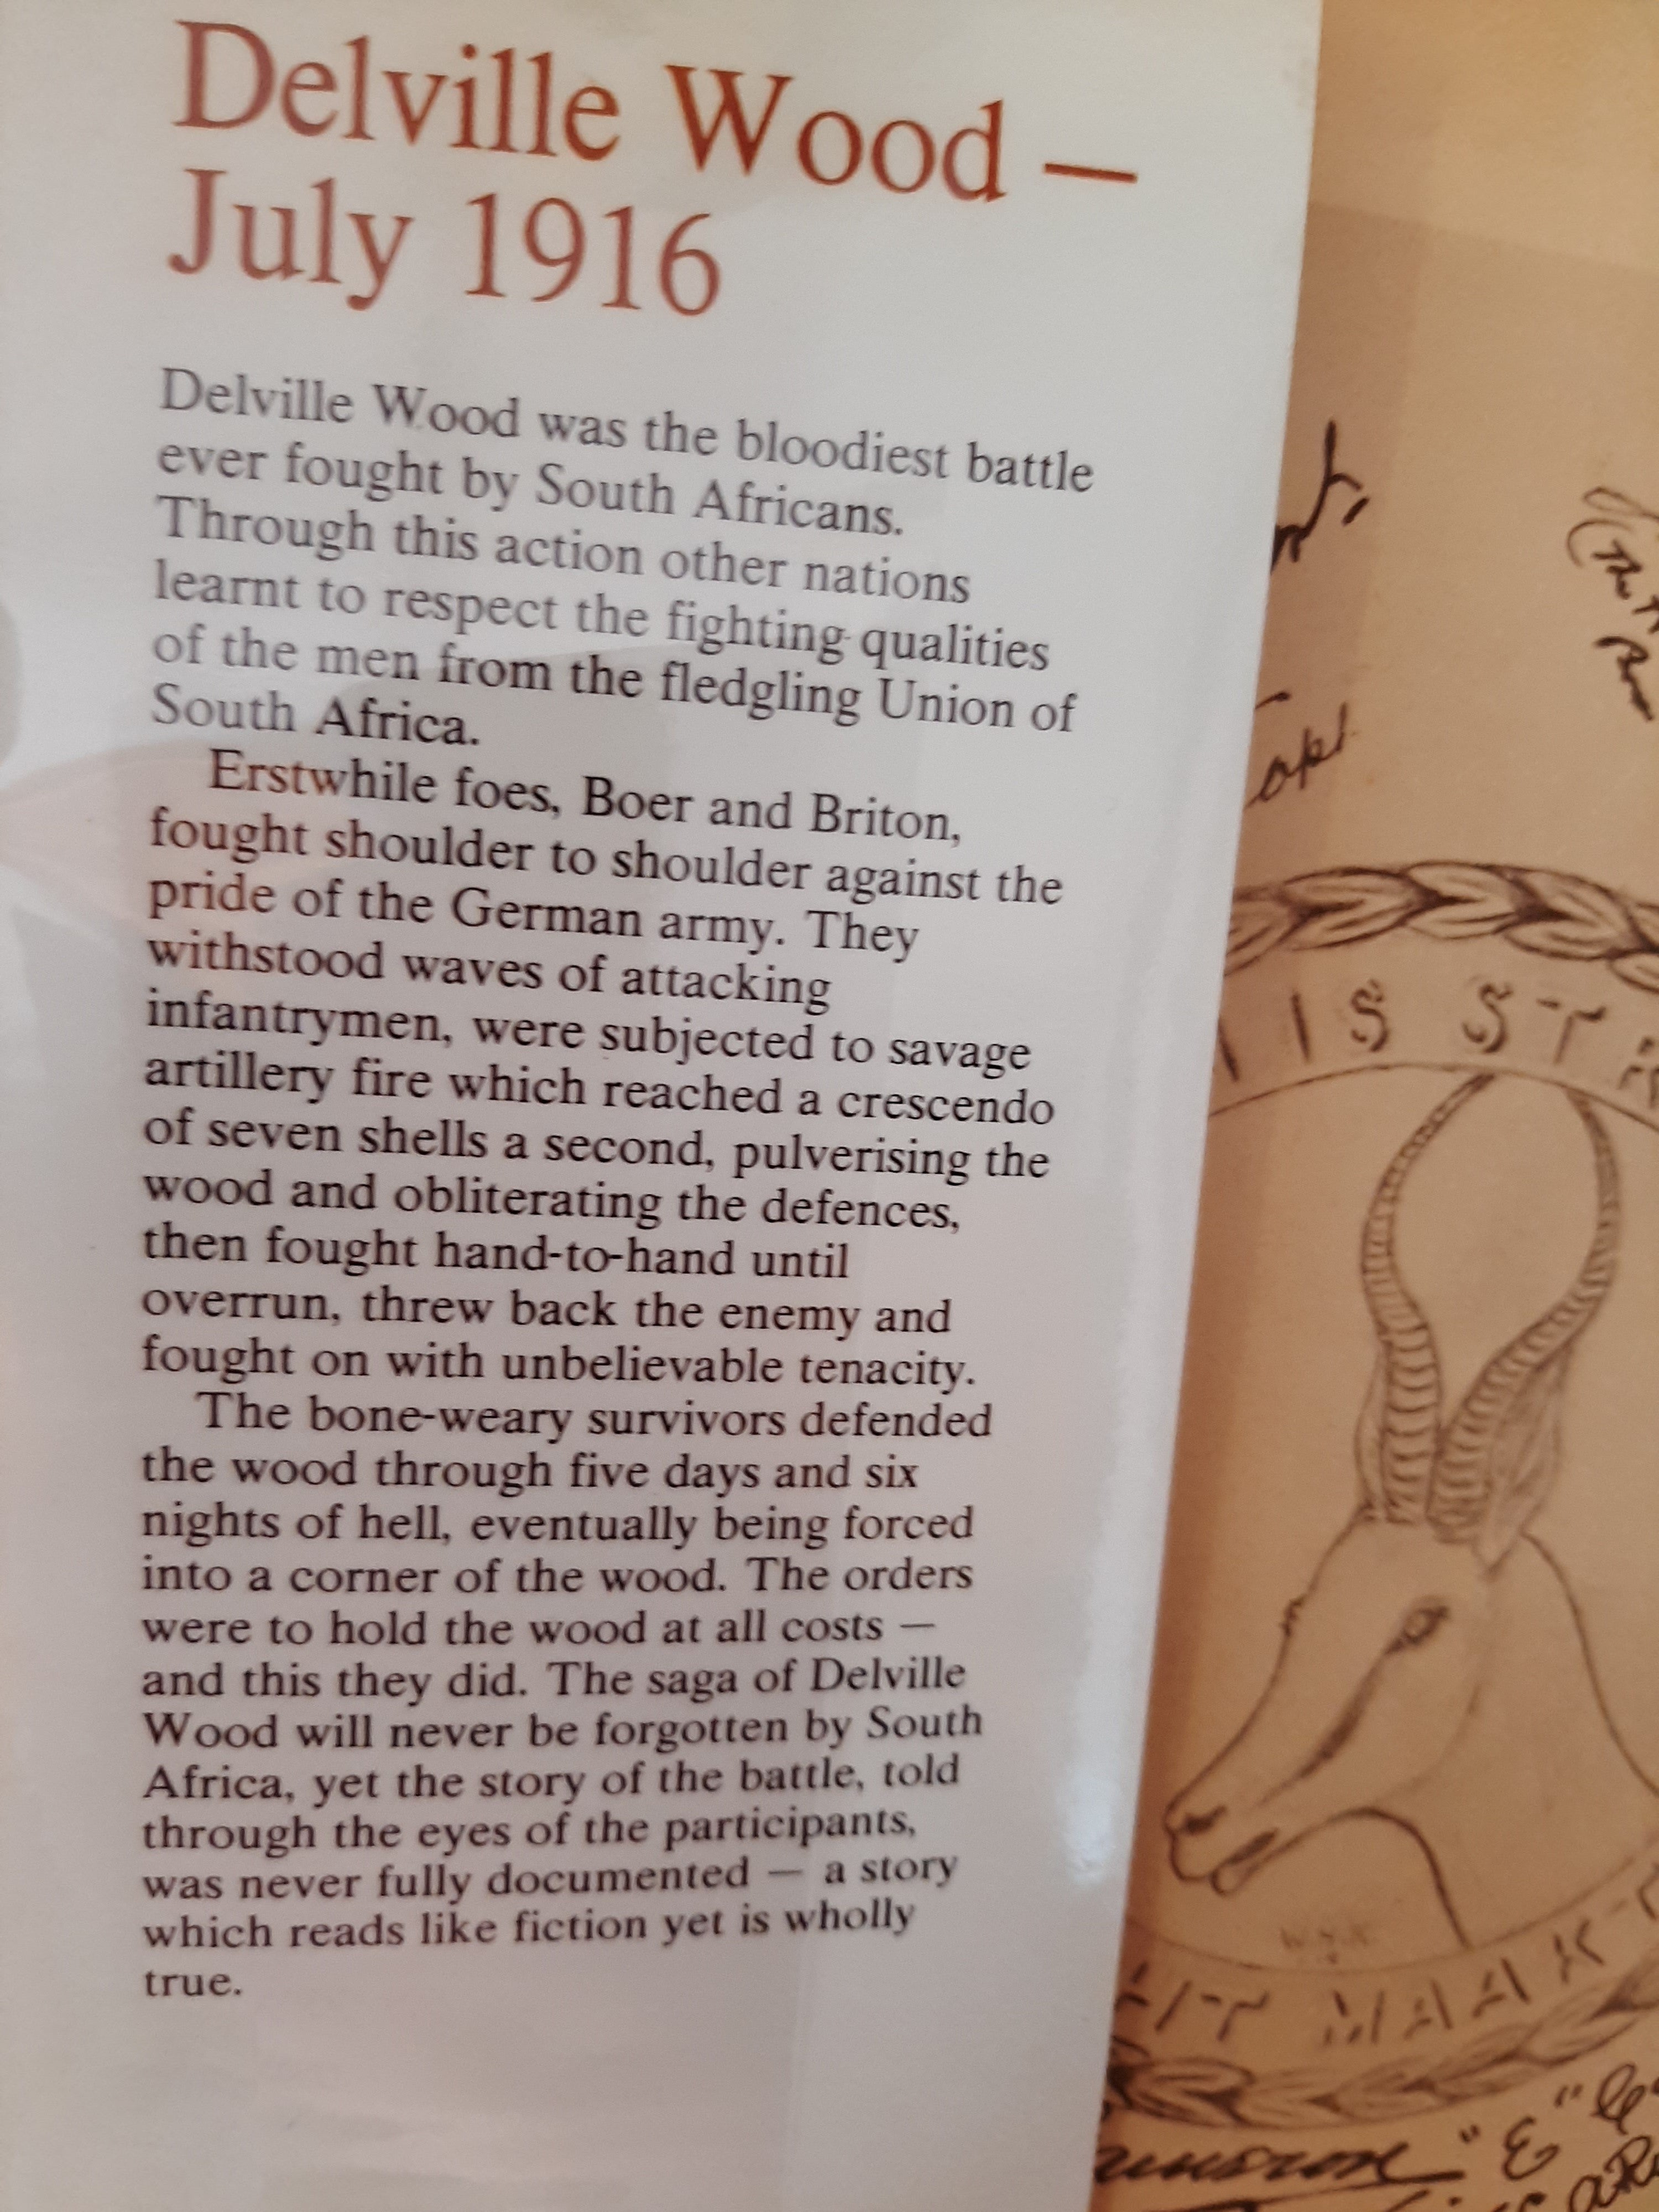 Delville Wood —
July 1916
Delville Wood was the bloodiest battle
ever fought by South Africans.
Through this action other nations
learnt to respect the fighting qualities
of the men from the fledgling Union of
South Africa.
Erstwhile foes, Boer and Briton,
fought shoulder to shoulder against the
pride of the German army. They
withstood waves of attacking
infantrymen, were subjected to savage
artillery fire which reached a crescendo
of seven shells a second, pulverising the
wood and obliterating the defences,
then fought hand-to-hand until
overrun, threw back the enemy and
fought on with unbelievable tenacity.
The bone-weary survivors defended
the wood through five days and six
nights of hell, eventually being forced
into a corner of the wood. The orders
were to hold the wood at all costs —
and this they did. The saga of Delville
Wood will never be forgotten by South
Africa, yet the story of the battle, told
through the eyes of the participants,
was never fully documented — a story
which reads like fiction yet is wholly
true.